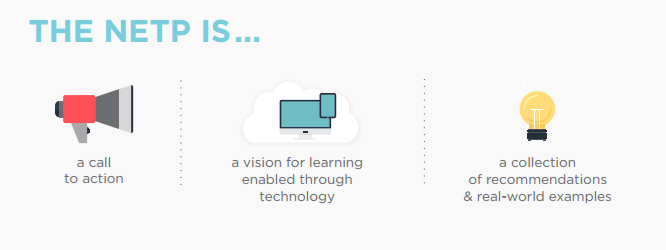 THE NETP IS...
a call
to action
a vision for learning
enabled through
technology
a collection
of recommendations
& real-world examples